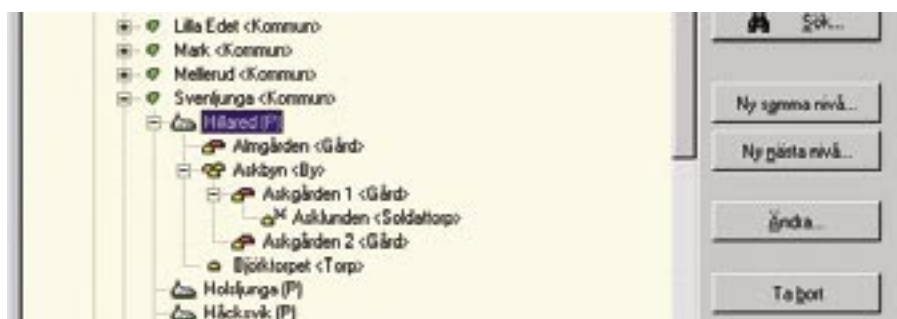 Lilla Edet <Kommun>
Mark <Kommun>
Mellerud <Kommun>
Svenljunga <Kommun>
Hillared (P)
Almgården <Gård>
Askbyn <By>
Askgården 1 <Gård>
Asklunden <Soldattorp>
Askgården 2 <Gård>
Björktorpet <Torp>
Holsljunga (P)
Håcksvik (P)
Sök...
Ny samma nivå...
Ny nästa nivå...
Ändra...
Ta bort